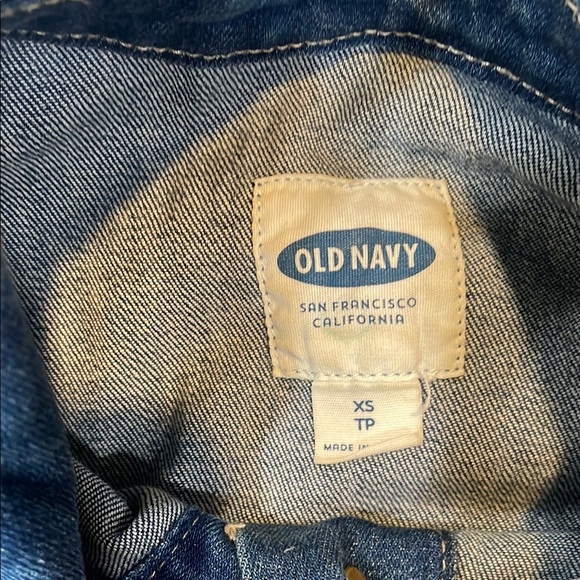 OLD NAVY
SAN FRANCISCO
CALIFORNIA
XS
TP
MADE IN